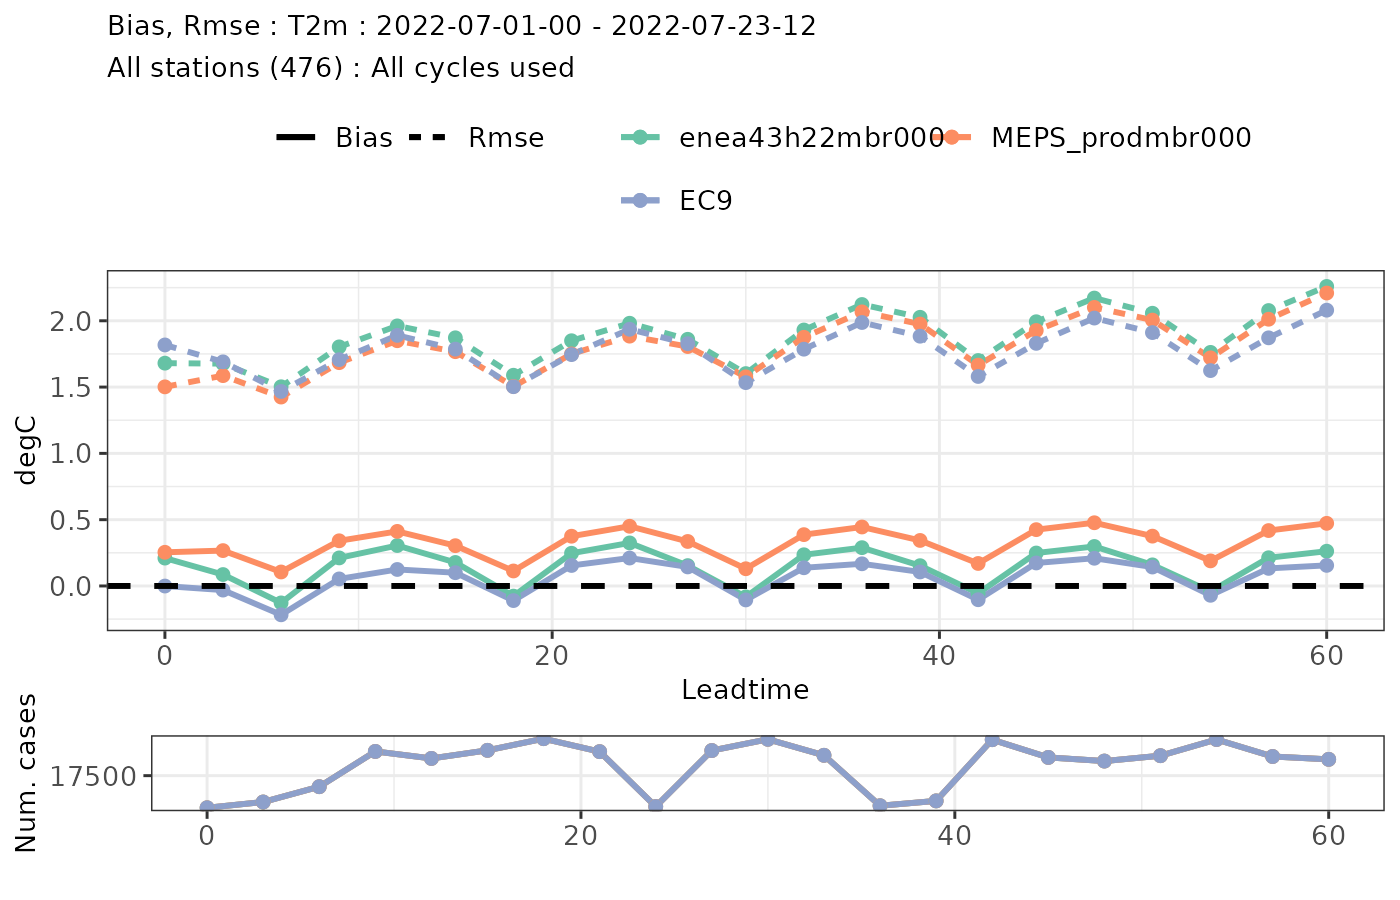 Bias, Rmse : T2m : 2022-07-01-00 - 2022-07-23-12
All stations (476) : All cycles used
Bias Rmse enea43h22mbr000 MEPS_prodmbr000
EC9
degC
2.0
1.5
1.0
0.5
0.0
0 20 40 60
Leadtime
Num. cases
17500
0 20 40 60